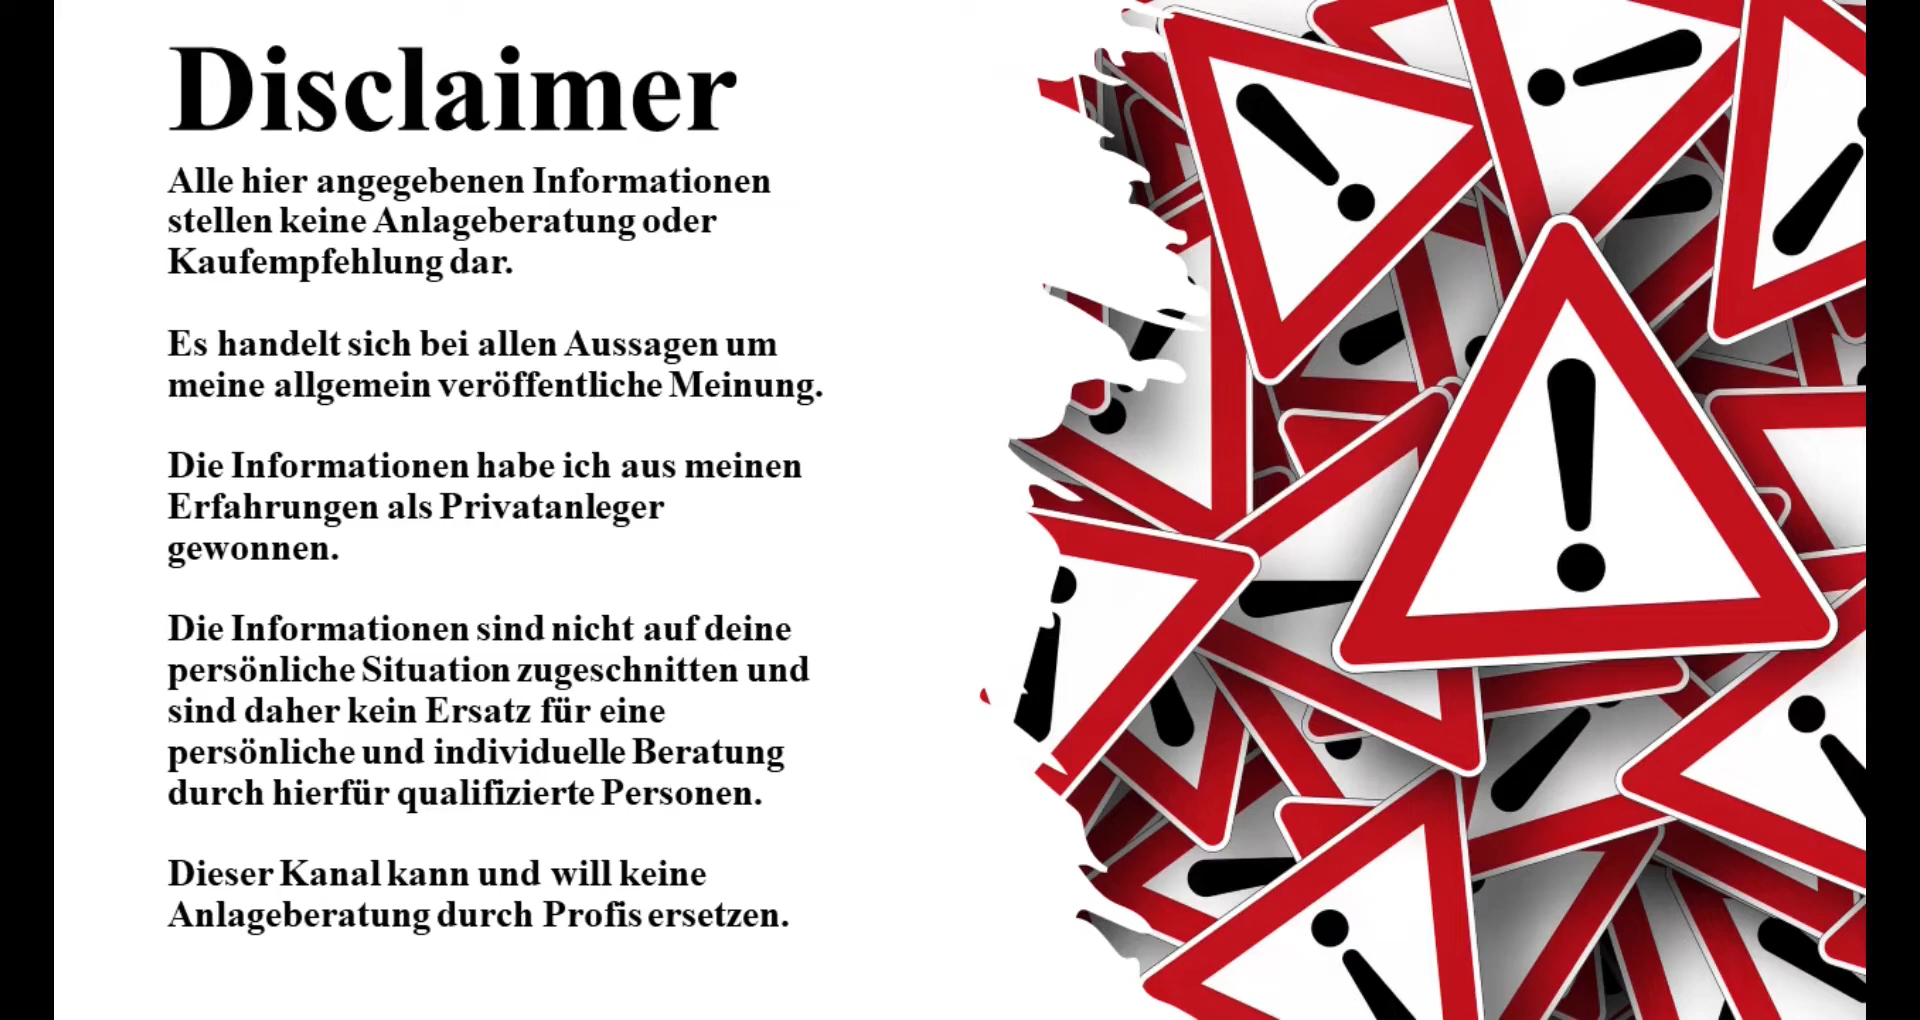 Disclaimer
Alle hier angegebenen Informationen
stellen keine Anlageberatung oder
Kaufempfehlung dar.
Es handelt sich bei allen Aussagen um
meine allgemein veröffentliche Meinung.
Die Informationen habe ich aus meinen
Erfahrungen als Privatanleger
gewonnen.
Die Informationen sind nicht auf deine
persönliche Situation zugeschnitten und
sind daher kein Ersatz für eine
persönliche und individuelle Beratung
durch hierfür qualifizierte Personen.
Dieser Kanal kann und will keine
Anlageberatung durch Profis ersetzen.